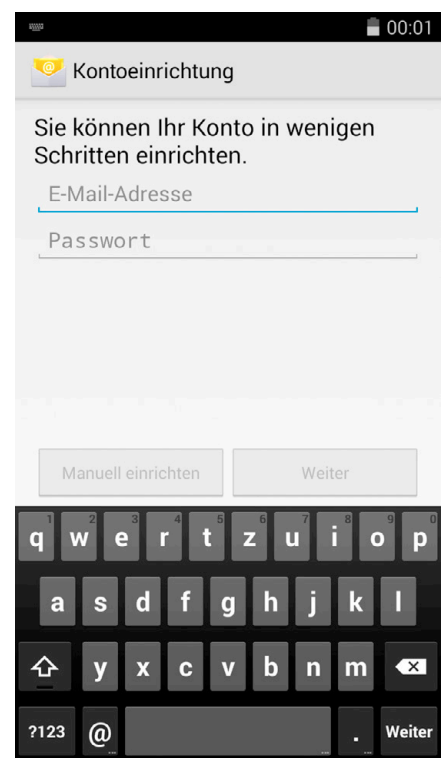 00:01
Kontoeinrichtung
Sie können Ihr Konto in wenigen
Schritten einrichten.
E-Mail-Adresse
Passwort
Manuell einrichten Weiter
1 2 3 4 5 6 7 8 9 0
q w e r t z u i o p
a s d f g h j k l
y x c v b n m
?123 @ . Weiter